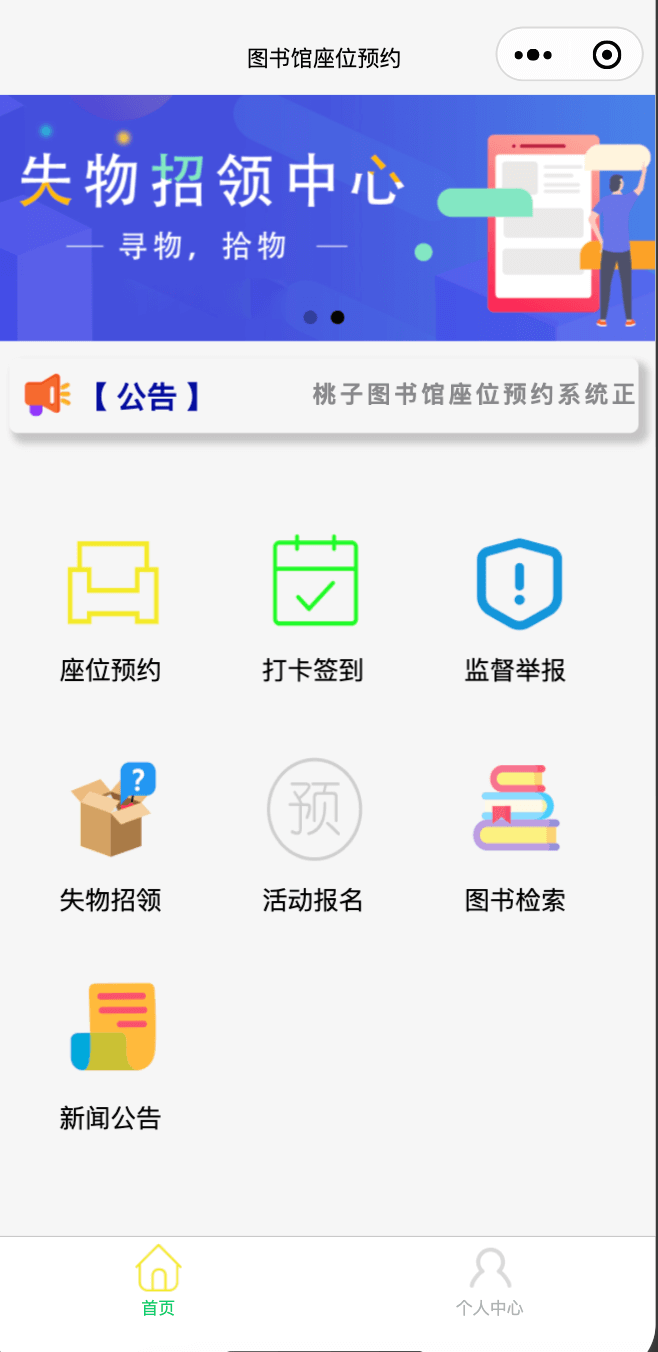 图书馆座位预约
失物招领中心
寻物，拾物
【公告】 桃子图书馆座位预约系统正
座位预约 打卡签到 监督举报
?
预
失物招领 活动报名 图书检索
新闻公告
首页 个人中心